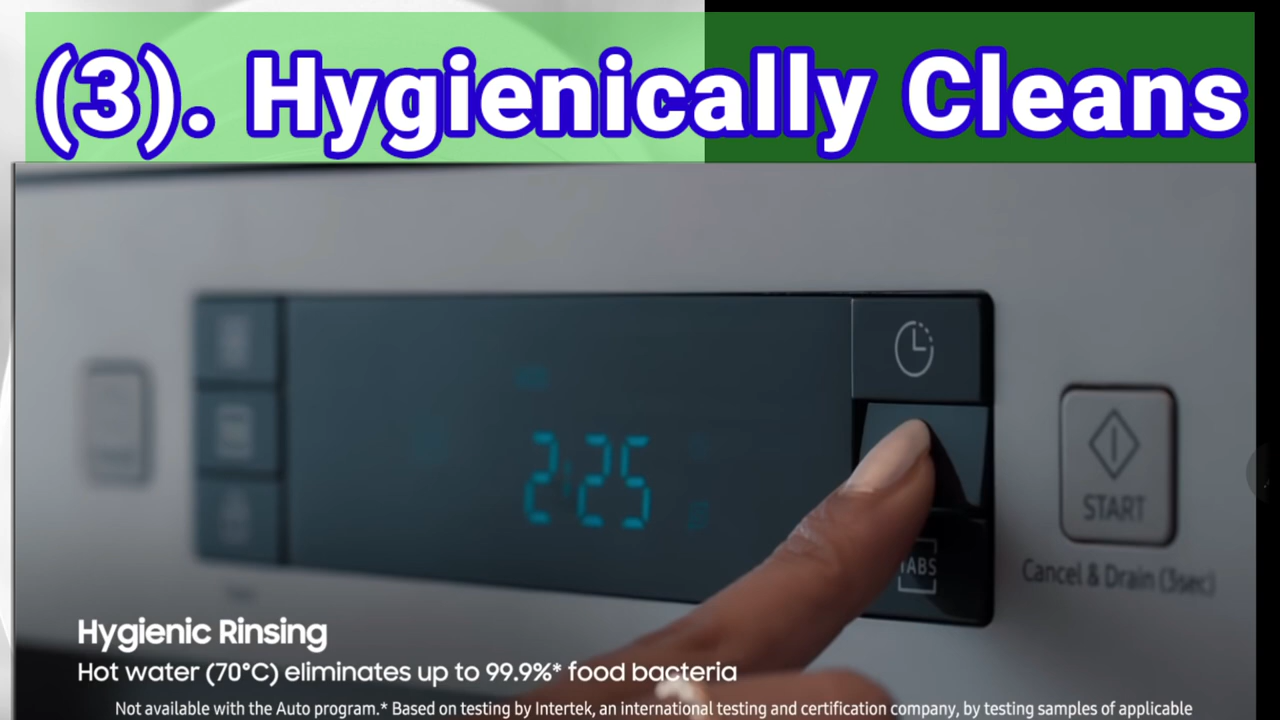 (3). Hygienically Cleans
2:25
START
TABS
Cancel & Drain (3sec)
Hygienic Rinsing
Hot water (70°C) eliminates up to 99.9%* food bacteria
Not available with the Auto program.* Based on testing by Intertek, an international testing and certification company, by testing samples of applicable